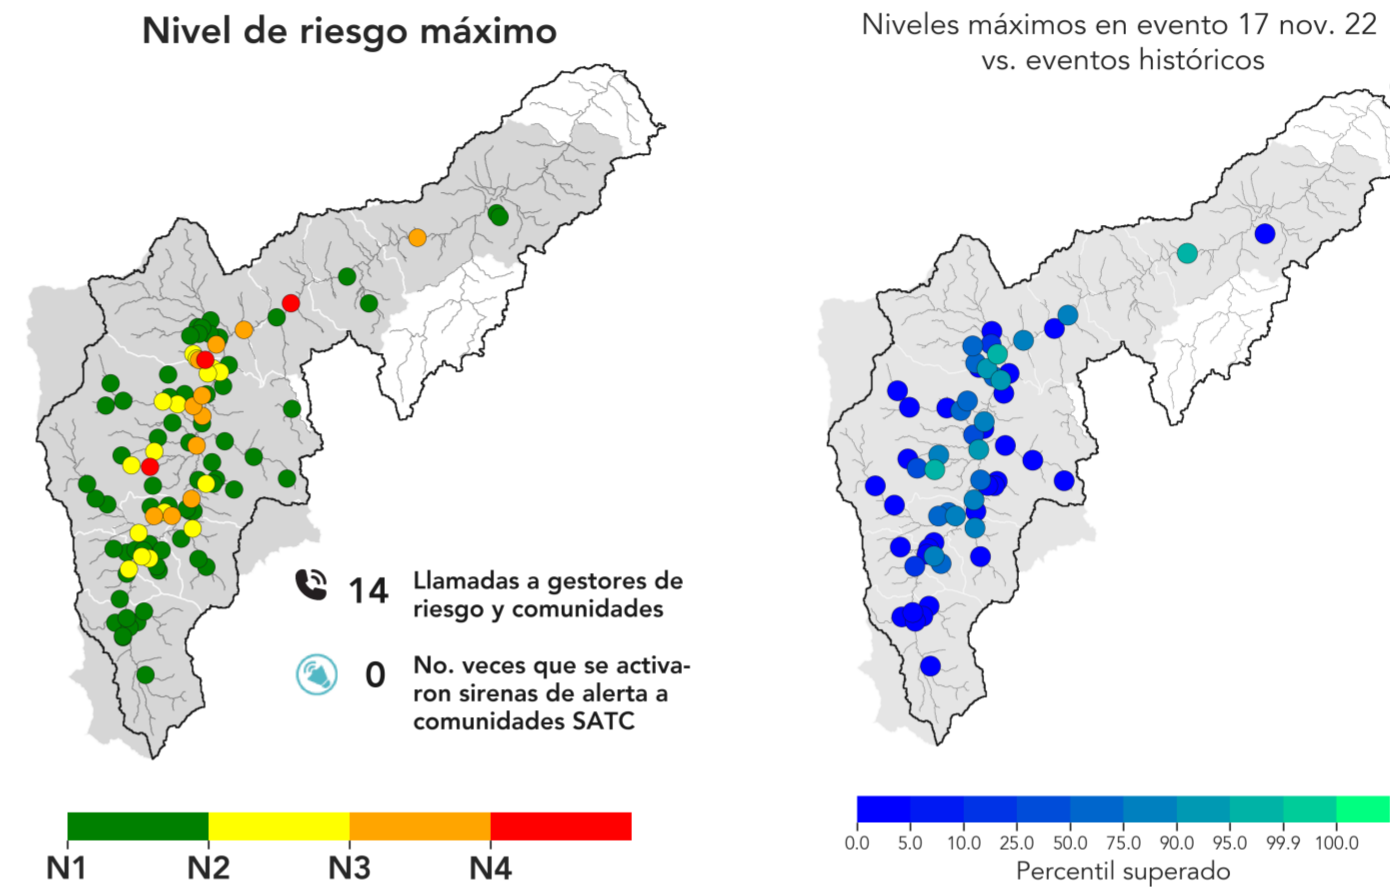 Nivel de riesgo máximo
Niveles máximos en evento 17 nov. 22
vs. eventos históricos
14
Llamadas a gestores de
riesgo y comunidades
0
No. veces que se activa-
ron sirenas de alerta a
comunidades SATC
N1 N2 N3 N4
0.0 5.0 10.0 25.0 50.0 75.0 90.0 95.0 99.9 100.0
Percentil superado